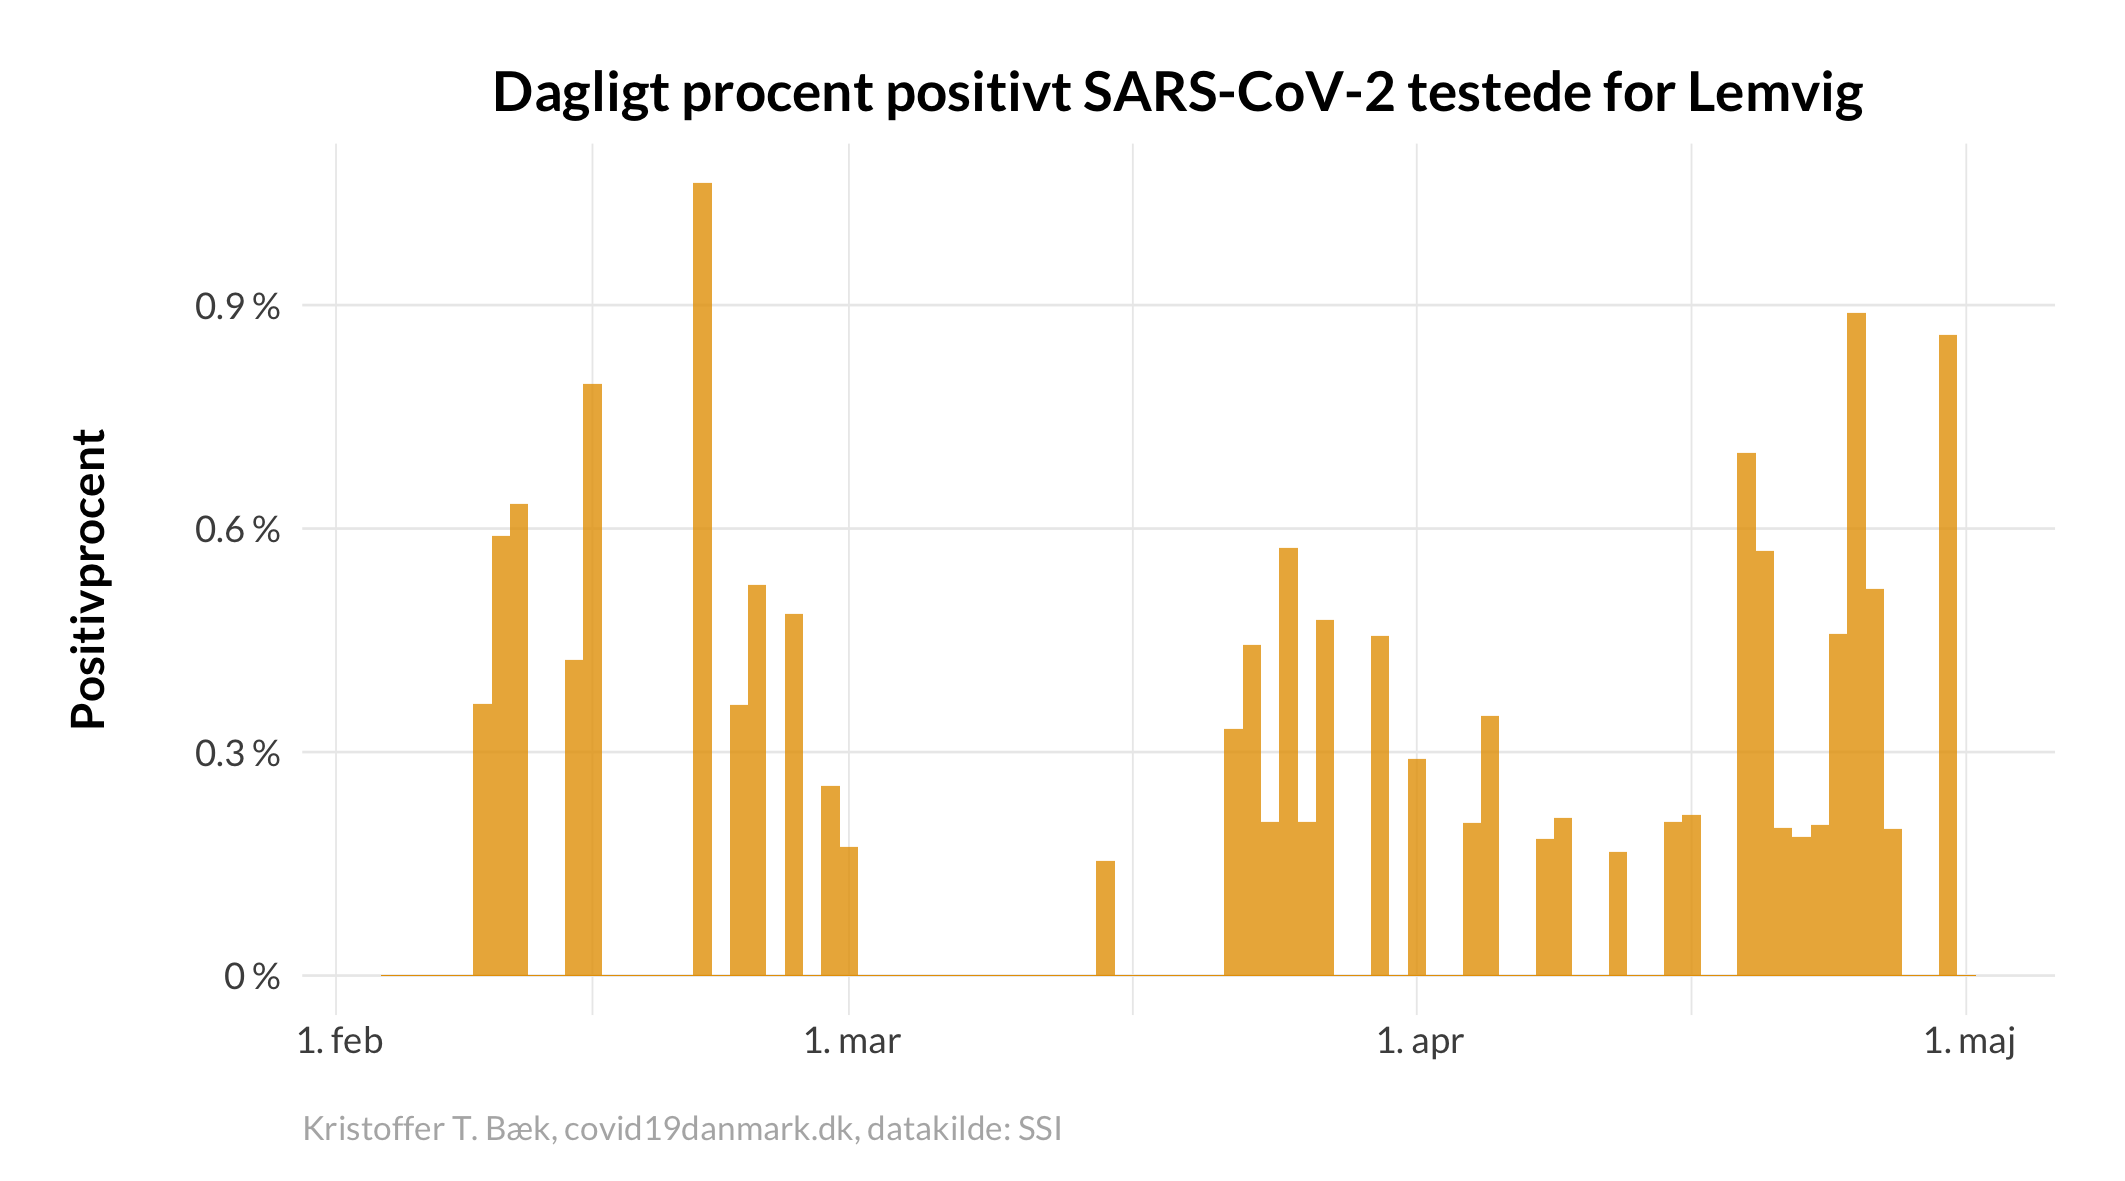 Dagligt procent positivt SARS-CoV-2 testede for Lemvig
Positivprocent
0.9 %
0.6 %
0.3 %
0 %
1. feb
1. mar
1. apr
1. maj
Kristoffer T. Bæk, covid19danmark.dk, datakilde: SSI